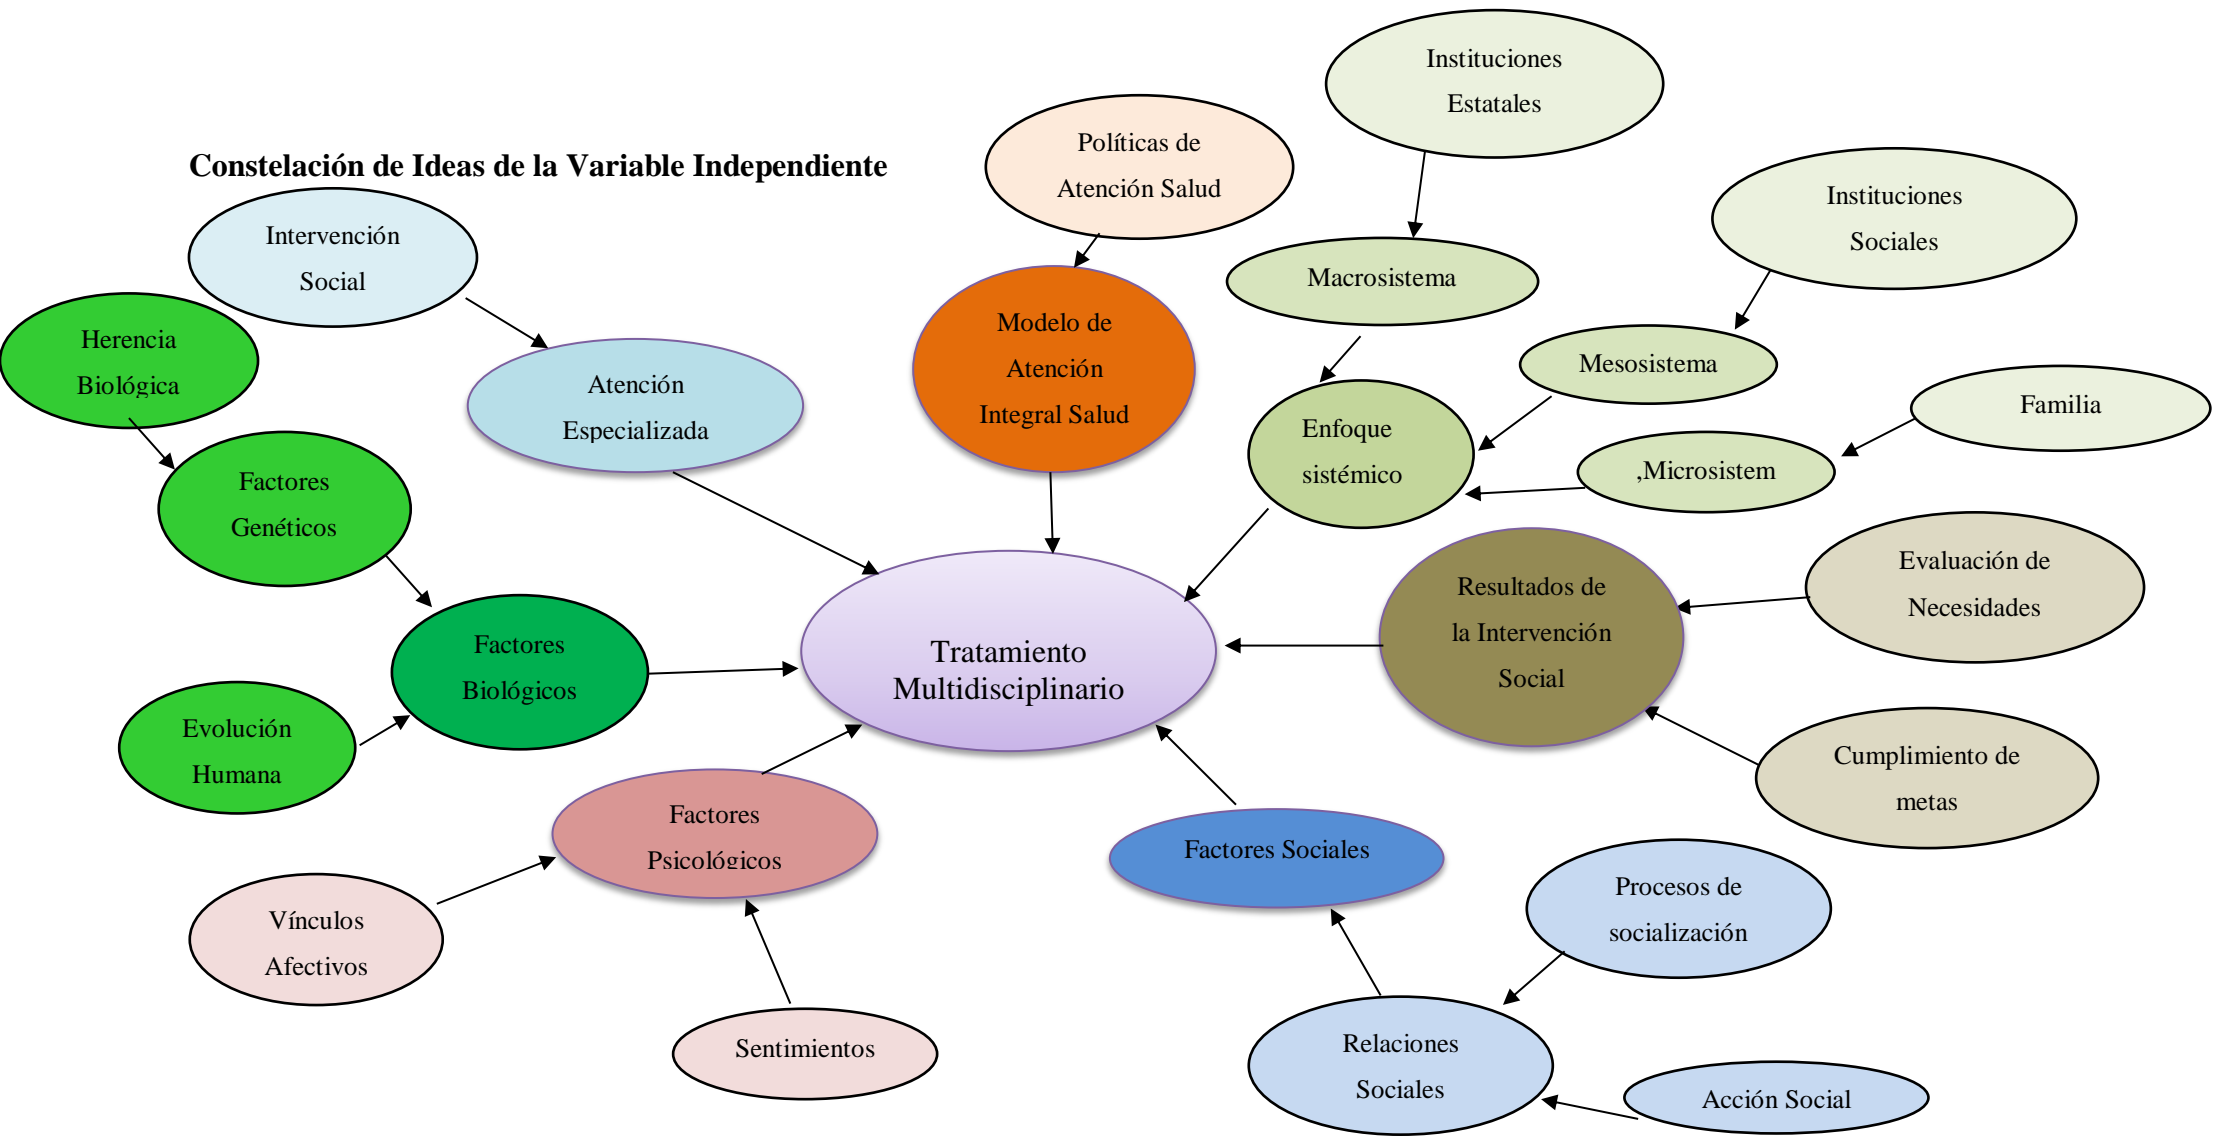 Constelación de Ideas de la Variable Independiente
Instituciones
Estatales
Políticas de
Atención Salud
Instituciones
Sociales
Intervención
Social
Macrosistema
Herencia
Biológica
Modelo de
Atención
Integral Salud
Mesosistema
Atención
Especializada
Familia
Enfoque
sistémico
,Microsistem
Factores
Genéticos
Evaluación de
Necesidades
Resultados de
la Intervención
Social
Factores
Biológicos
Tratamiento
Multidisciplinario
Evolución
Humana
Cumplimiento de
metas
Factores
Psicológicos
Factores Sociales
Procesos de
socialización
Vínculos
Afectivos
Sentimientos
Relaciones
Sociales
Acción Social